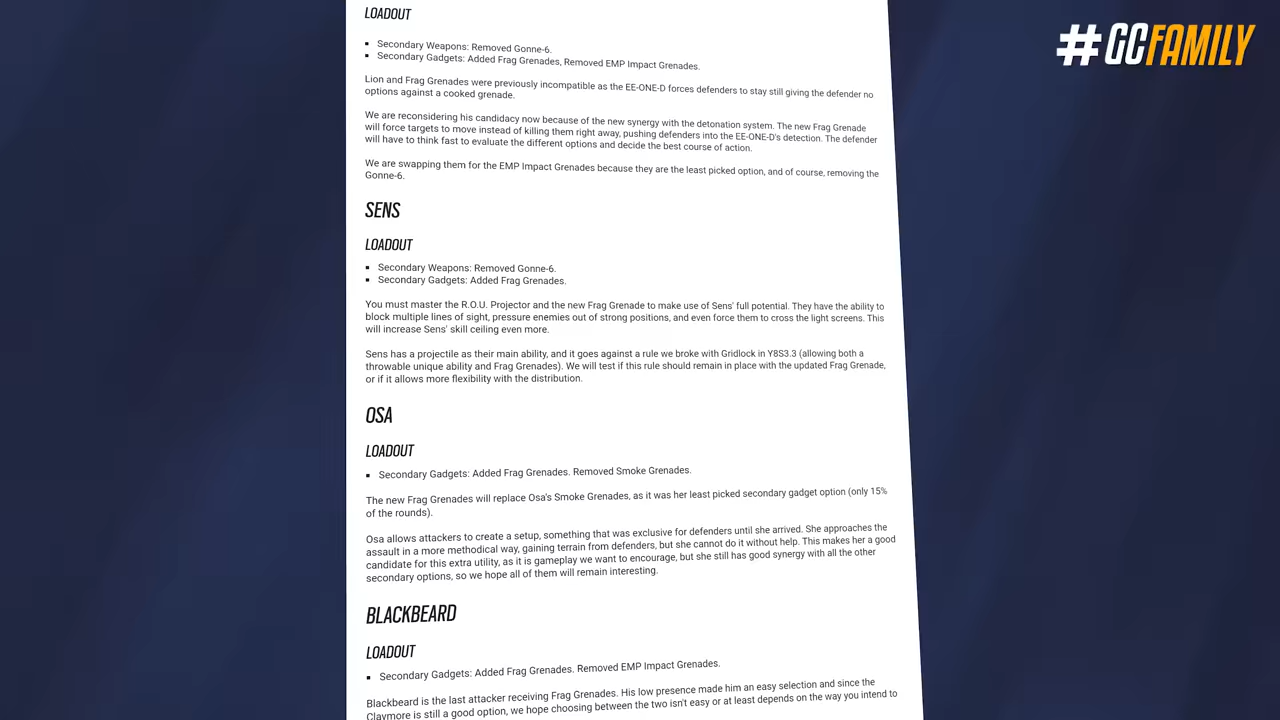 #GCFAMILY
LOADOUT
▪ Secondary Weapons: Removed Gonne-6.
▪ Secondary Gadgets: Added Frag Grenades, Removed EMP Impact Grenades.
Lion and Frag Grenades were previously incompatible as the EE-ONE-D forces defenders to stay still giving the defender no
options against a cooked grenade.
We are reconsidering his candidacy now because of the new synergy with the detonation system. The new Frag Grenade
will force targets to move instead of killing them right away, pushing defenders into the EE-ONE-D's detection. The defender
will have to think fast to evaluate the different options and decide the best course of action.
We are swapping them for the EMP Impact Grenades because they are the least picked option, and of course, removing the
Gonne-6.
SENS
LOADOUT
▪ Secondary Weapons: Removed Gonne-6.
▪ Secondary Gadgets: Added Frag Grenades.
You must master the R.O.U. Projector and the new Frag Grenade to make use of Sens' full potential. They have the ability to
block multiple lines of sight, pressure enemies out of strong positions, and even force them to cross the light screens. This
will increase Sens' skill ceiling even more.
Sens has a projectile as their main ability, and it goes against a rule we broke with Gridlock in Y8S3.3 (allowing both a
throwable unique ability and Frag Grenades). We will test if this rule should remain in place with the updated Frag Grenade,
or if it allows more flexibility with the distribution.
OSA
LOADOUT
▪ Secondary Gadgets: Added Frag Grenades. Removed Smoke Grenades.
The new Frag Grenades will replace Osa's Smoke Grenades, as it was her least picked secondary gadget option (only 15%
of the rounds).
Osa allows attackers to create a setup, something that was exclusive for defenders until she arrived. She approaches the
assault in a more methodical way, gaining terrain from defenders, but she cannot do it without help. This makes her a good
candidate for this extra utility, as it is gameplay we want to encourage, but she still has good synergy with all the other
secondary options, so we hope all of them will remain interesting.
BLACKBEARD
LOADOUT
▪ Secondary Gadgets: Added Frag Grenades. Removed EMP Impact Grenades.
Blackbeard is the last attacker receiving Frag Grenades. His low presence made him an easy selection and since the
Claymore is still a good option, we hope choosing between the two isn't easy or at least depends on the way you intend to